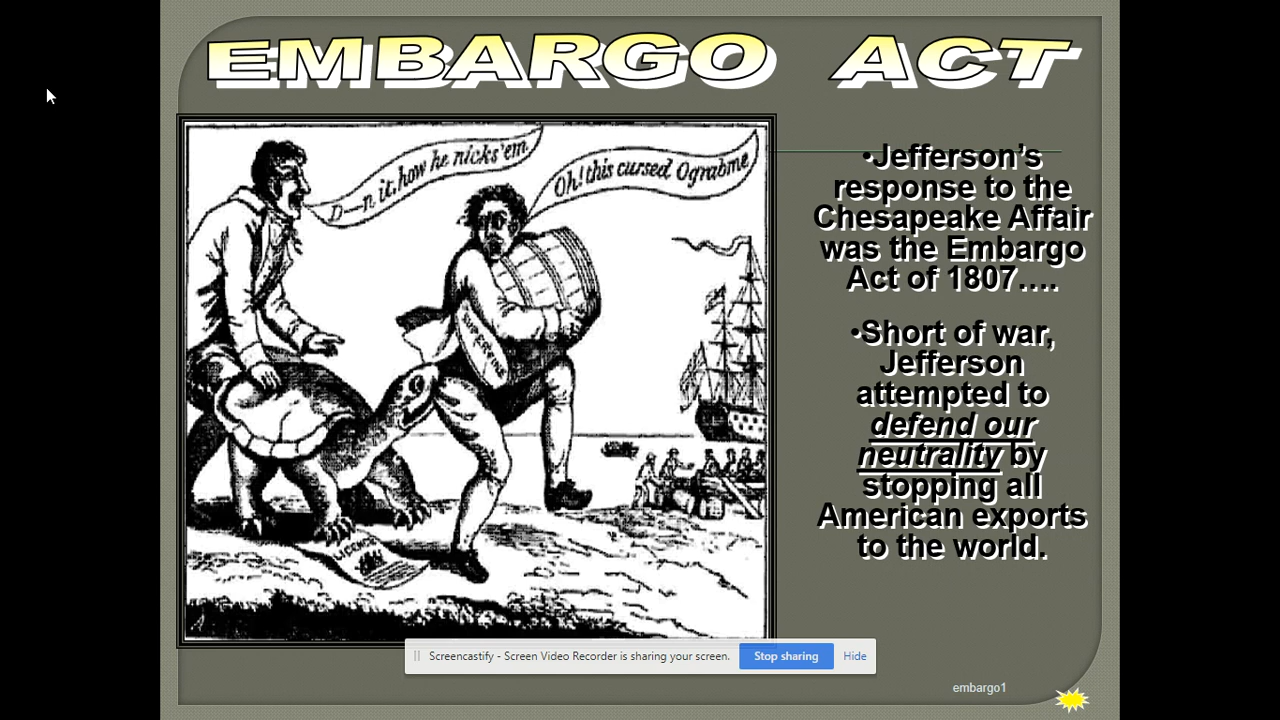 EMBARGO ACT
D—n it, how he nicks 'em
Oh! this cursed Ograbme
SUPERFINE
LICENCE
•Jefferson's
response to the
Chesapeake Affair
was the Embargo
Act of 1807....
•Short of war,
Jefferson
attempted to
defend our
neutrality by
stopping all
American exports
to the world.
Screencastify - Screen Video Recorder is sharing your screen.
Stop sharing
Hide
embargo1